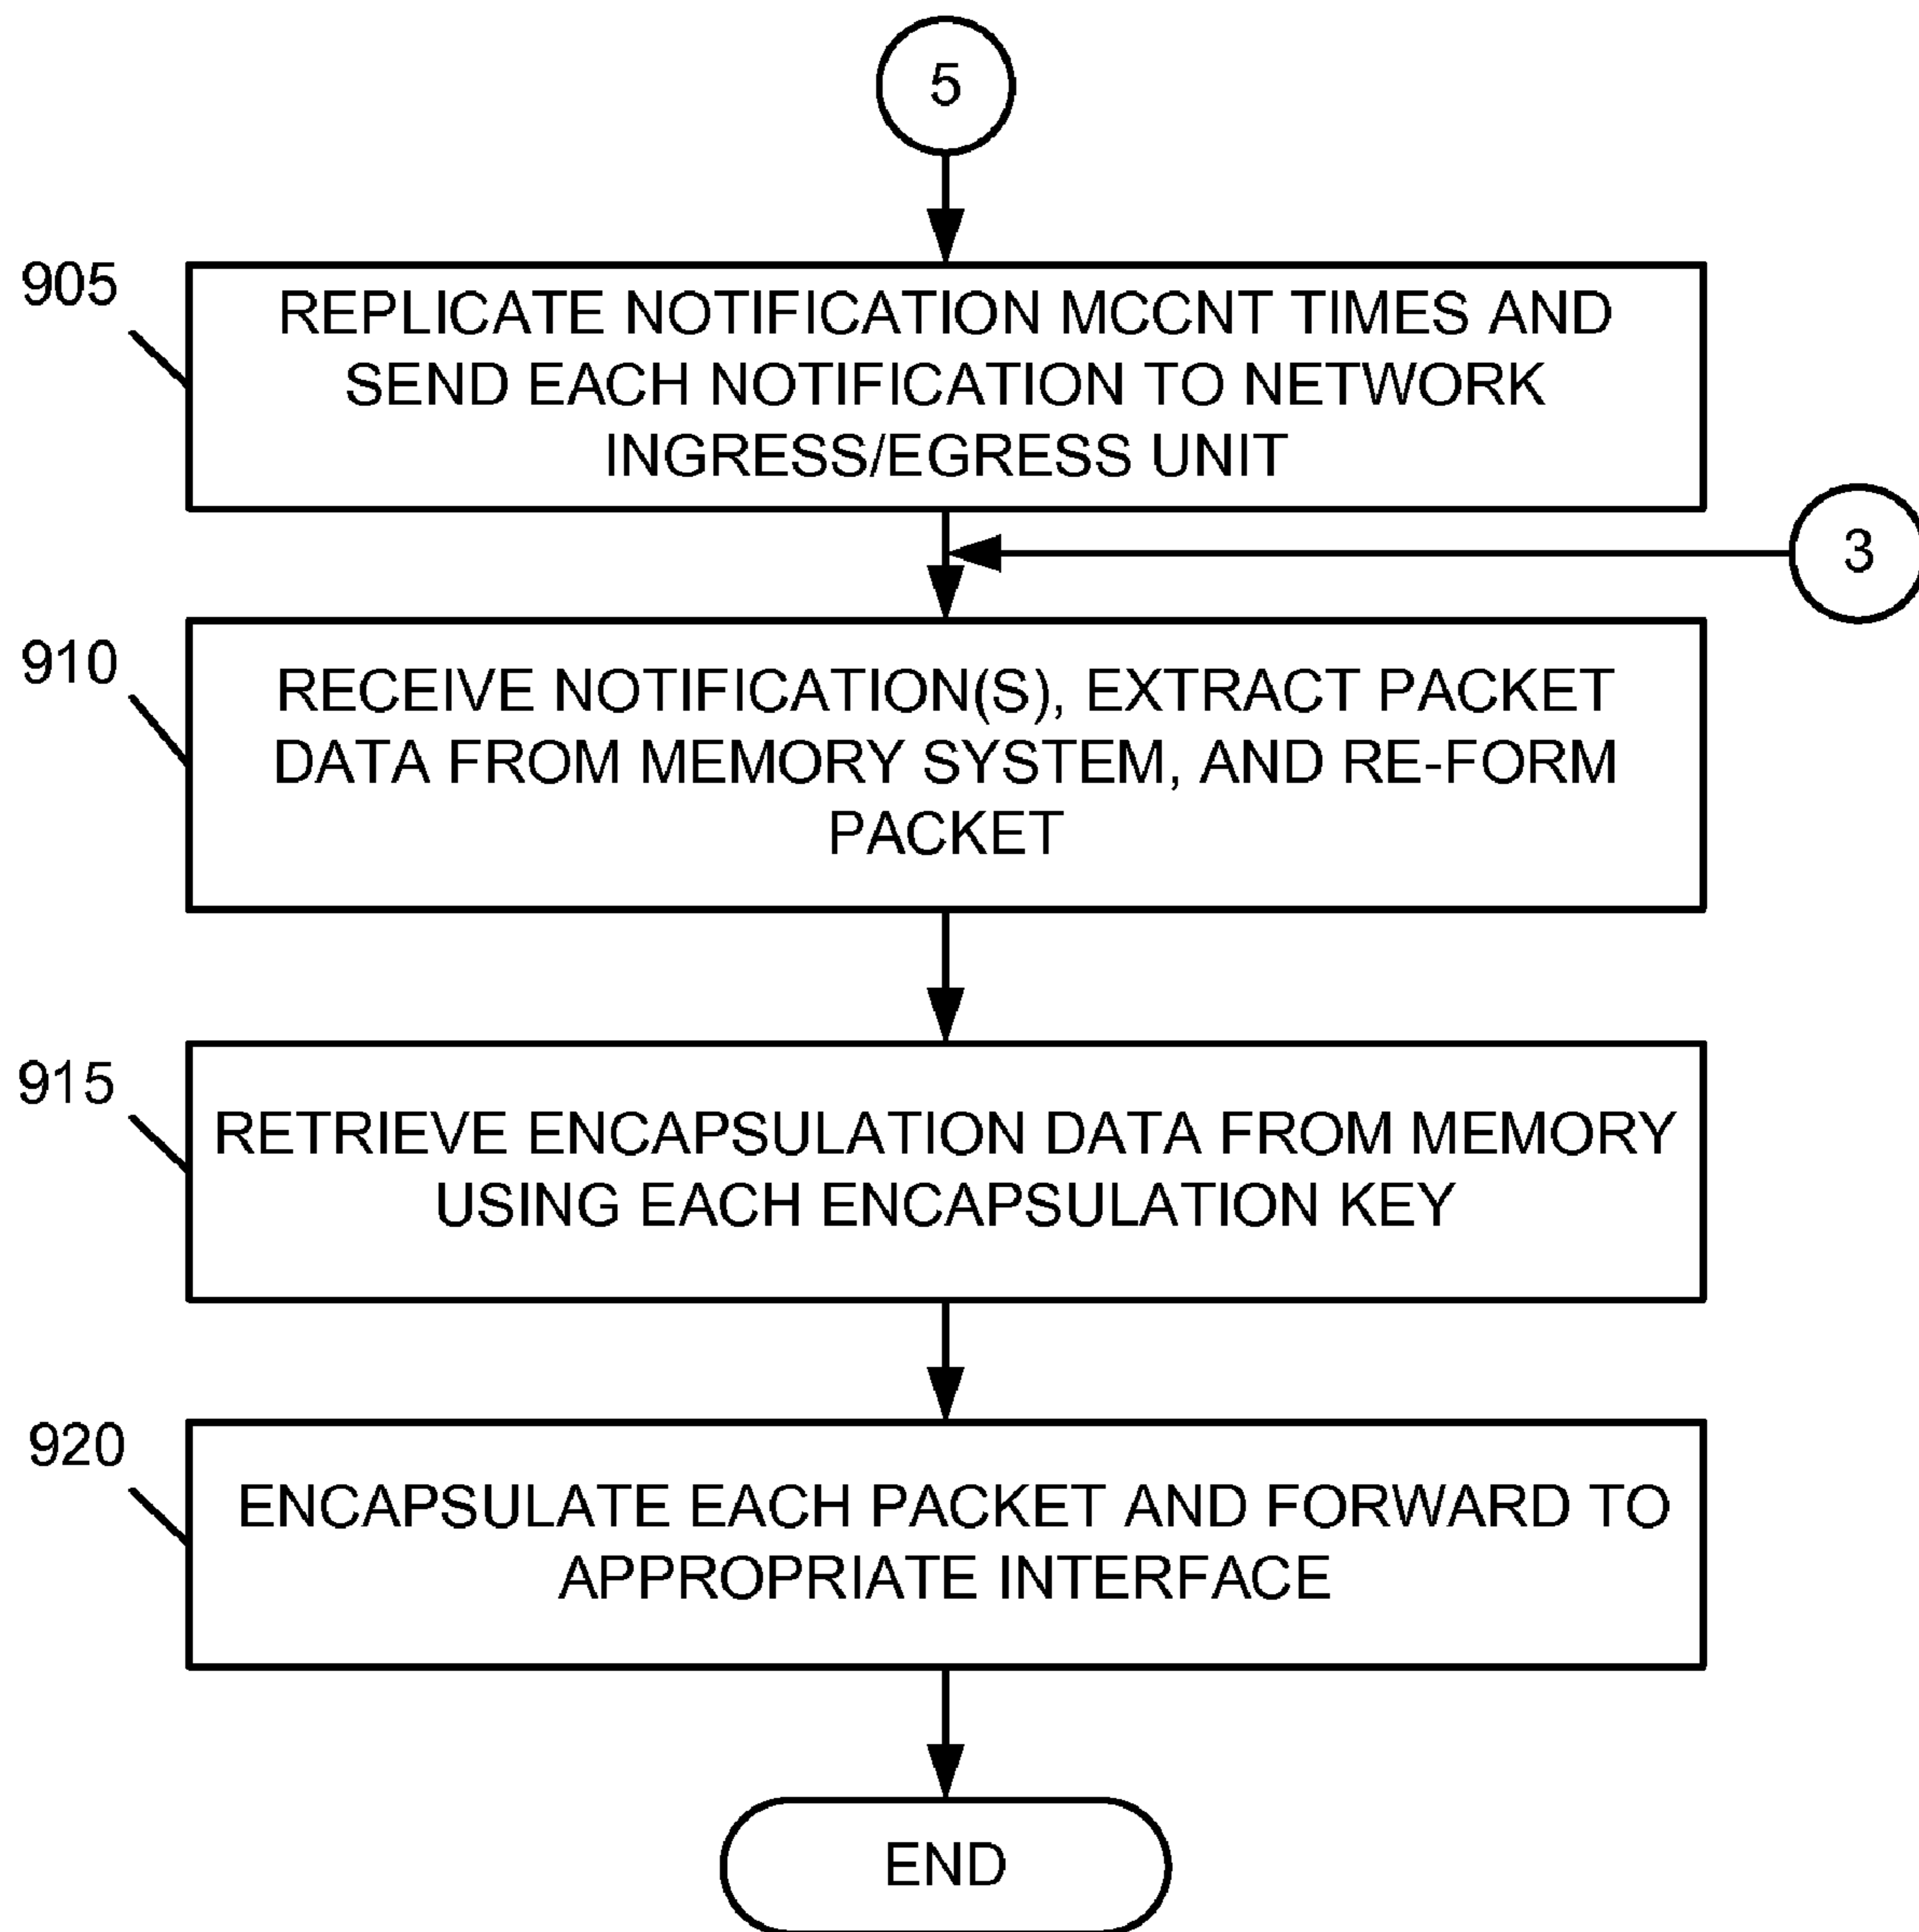 5
905
REPLICATE NOTIFICATION MCCNT TIMES AND
SEND EACH NOTIFICATION TO NETWORK
INGRESS/EGRESS UNIT
3
910
RECEIVE NOTIFICATION(S), EXTRACT PACKET
DATA FROM MEMORY SYSTEM, AND RE-FORM
PACKET
915
RETRIEVE ENCAPSULATION DATA FROM MEMORY
USING EACH ENCAPSULATION KEY
920
ENCAPSULATE EACH PACKET AND FORWARD TO
APPROPRIATE INTERFACE
END